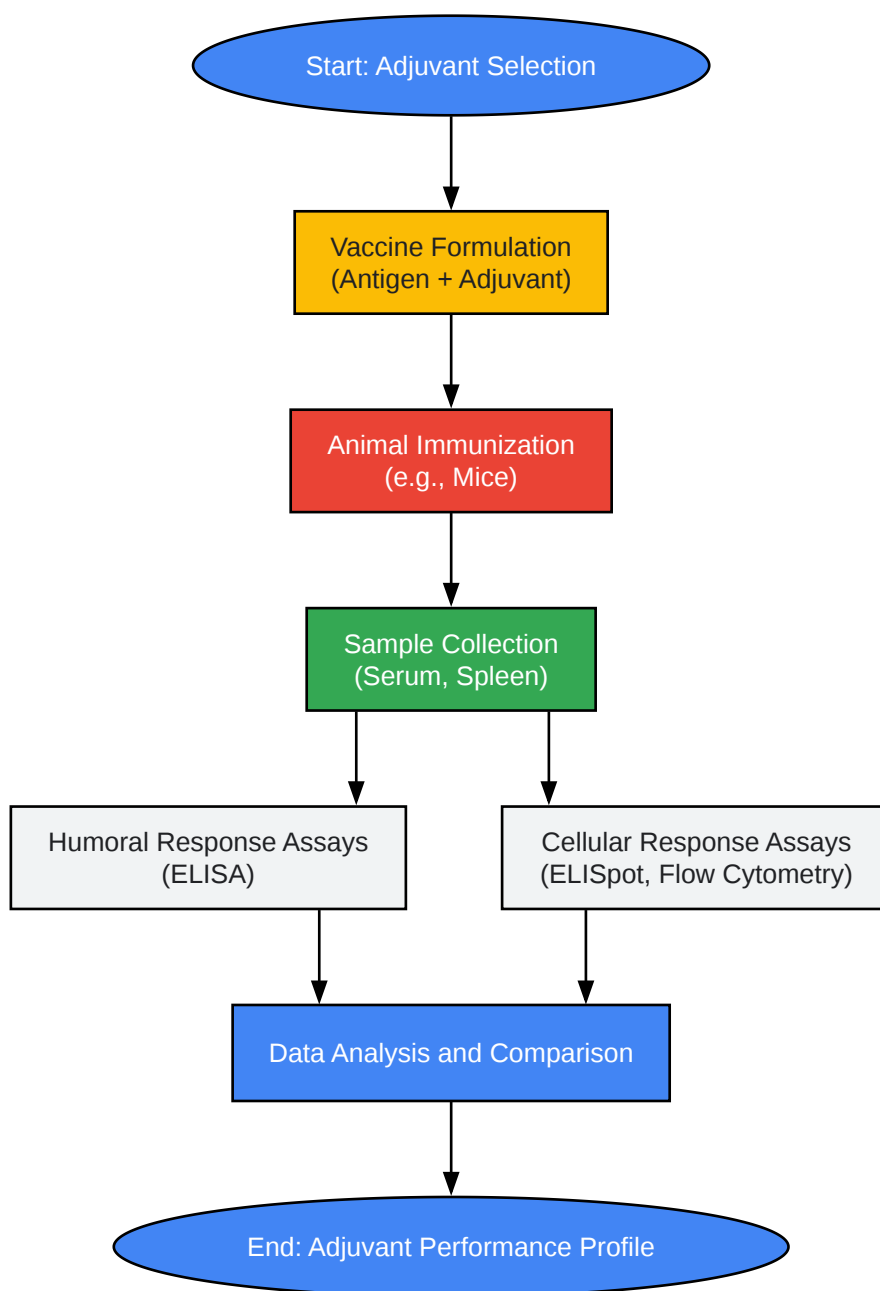 Start: Adjuvant Selection
Vaccine Formulation
(Antigen + Adjuvant)
Animal Immunization
(e.g., Mice)
Sample Collection
(Serum, Spleen)
Humoral Response Assays
(ELISA)
Cellular Response Assays
(ELISpot, Flow Cytometry)
Data Analysis and Comparison
End: Adjuvant Performance Profile